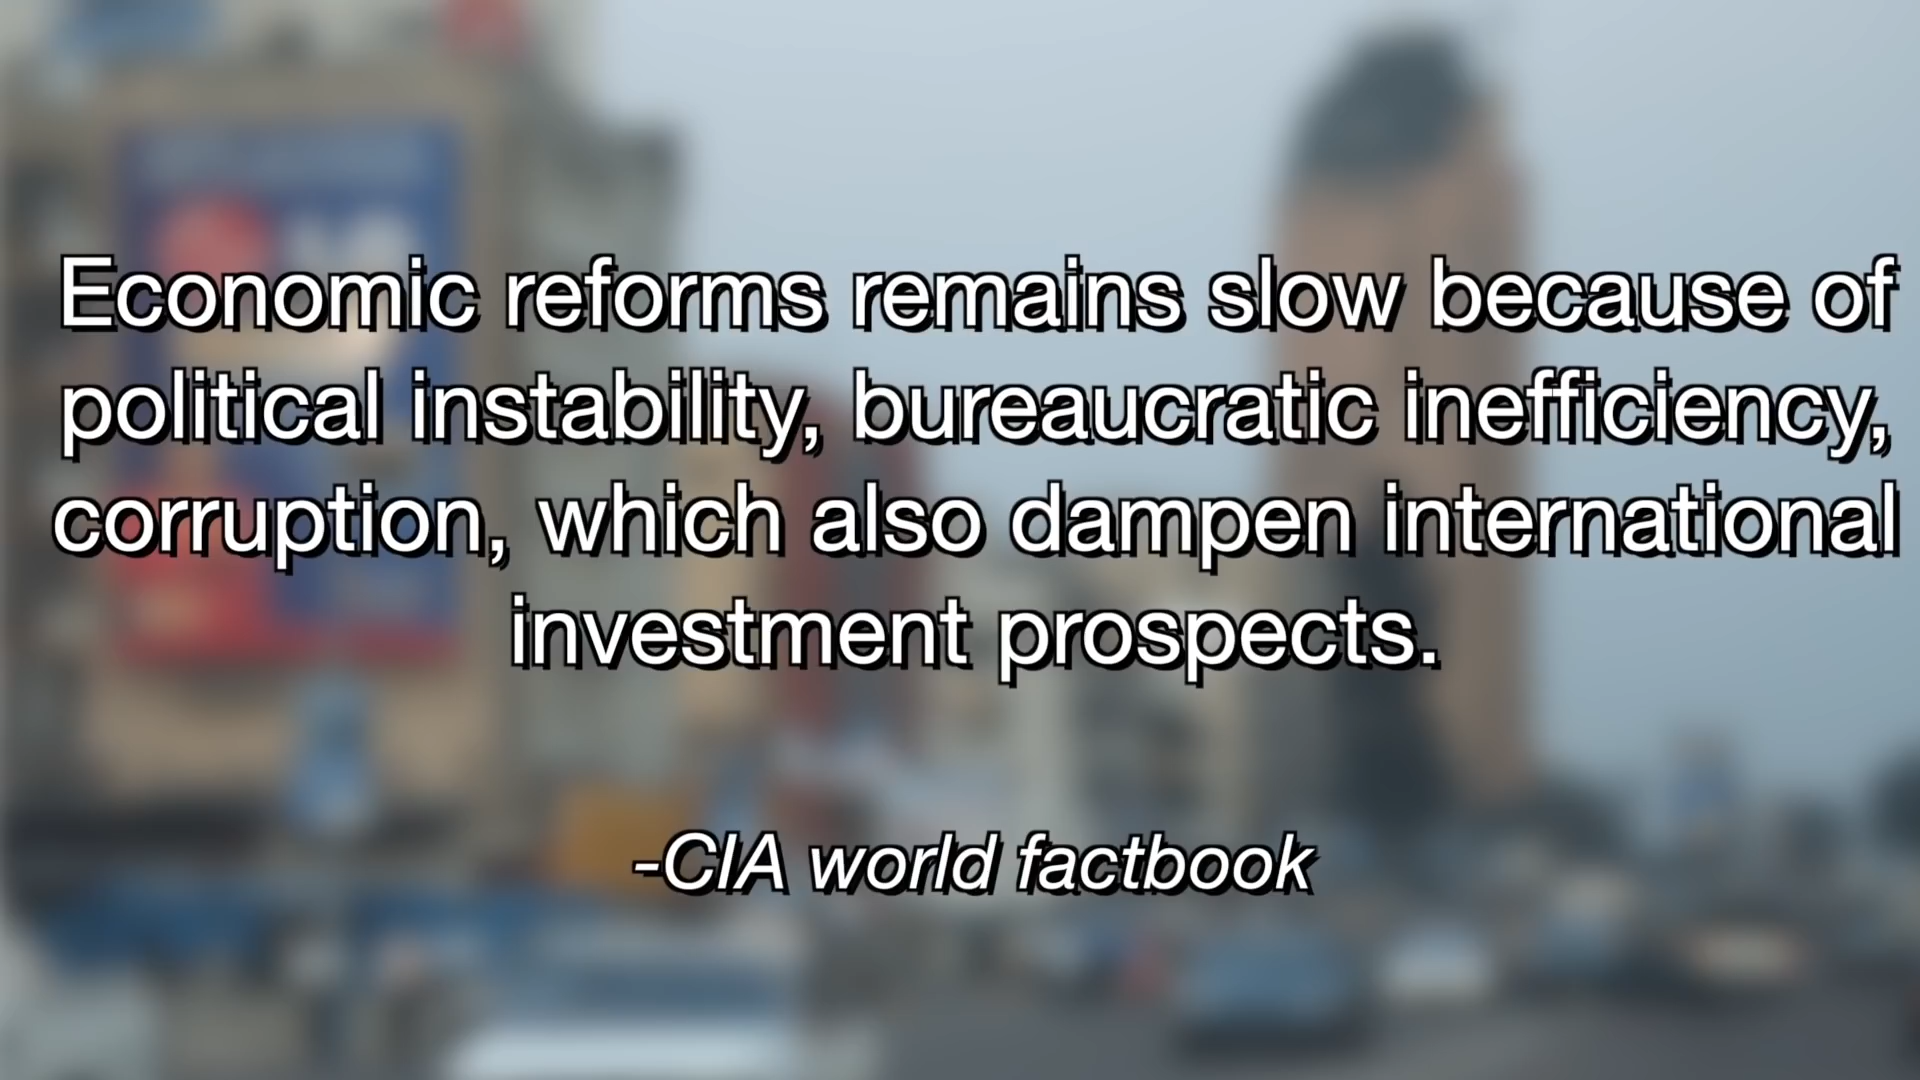 Economic reforms remains slow because of
political instability, bureaucratic inefficiency,
corruption, which also dampen international
investment prospects.
-CIA world factbook